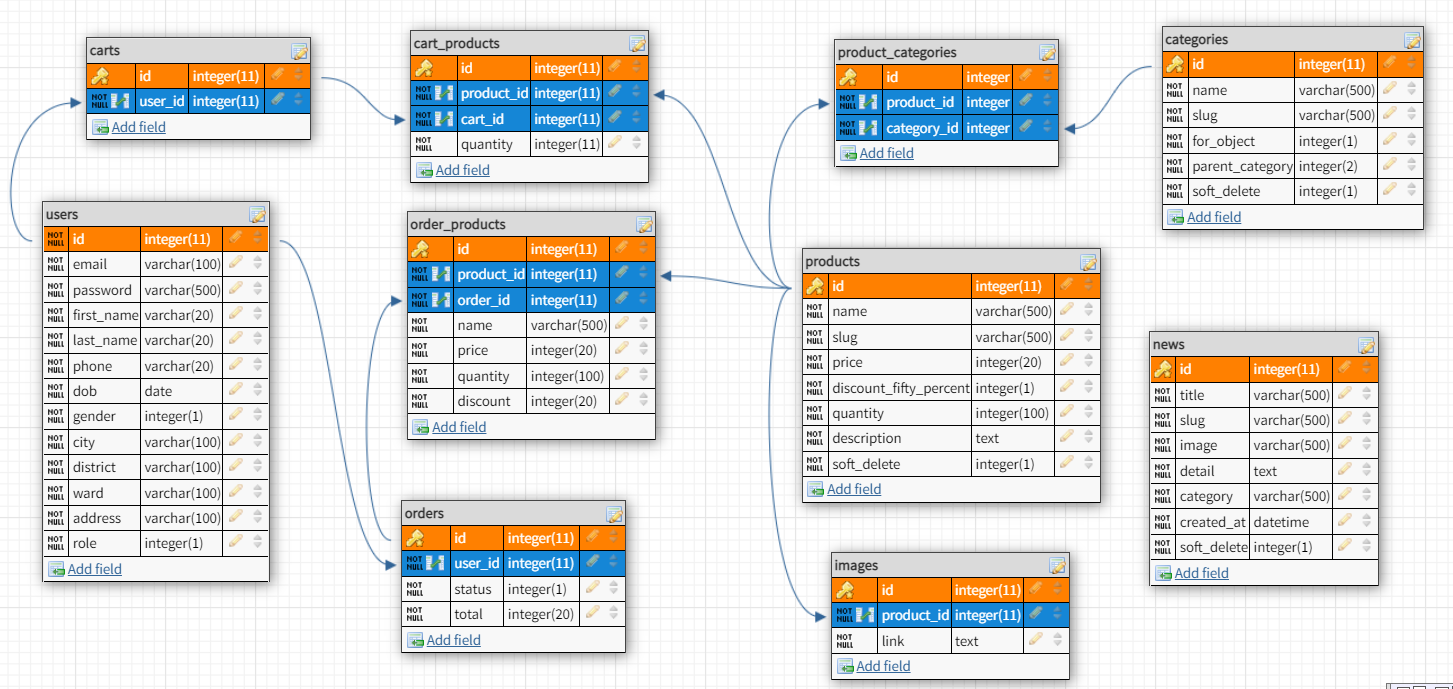 carts
id integer(11)
NOT NULL user_id integer(11)
Add field
cart_products
id integer(11)
NOT NULL product_id integer(11)
NOT NULL cart_id integer(11)
NOT NULL quantity integer(11)
Add field
product_categories
id integer
NOT NULL product_id integer
NOT NULL category_id integer
Add field
categories
id integer(11)
NOT NULL name varchar(500)
NOT NULL slug varchar(500)
NOT NULL for_object integer(1)
NOT NULL parent_category integer(2)
NOT NULL soft_delete integer(1)
Add field
users
NOT NULL id integer(11)
NOT NULL email varchar(100)
NOT NULL password varchar(500)
NOT NULL first_name varchar(20)
NOT NULL last_name varchar(20)
NOT NULL phone varchar(20)
NOT NULL dob date
NOT NULL gender integer(1)
NOT NULL city varchar(100)
NOT NULL district varchar(100)
NOT NULL ward varchar(100)
NOT NULL address varchar(100)
NOT NULL role integer(1)
Add field
order_products
id integer(11)
NOT NULL product_id integer(11)
NOT NULL order_id integer(11)
NOT NULL name varchar(500)
NOT NULL price integer(20)
NOT NULL quantity integer(100)
NOT NULL discount integer(20)
Add field
products
id integer(11)
NOT NULL name varchar(500)
NOT NULL slug varchar(500)
NOT NULL price integer(20)
NOT NULL discount_fifty_percent integer(1)
NOT NULL quantity integer(100)
NOT NULL description text
NOT NULL soft_delete integer(1)
Add field
news
id integer(11)
NOT NULL title varchar(500)
NOT NULL slug varchar(500)
NOT NULL image varchar(500)
NOT NULL detail text
NOT NULL category varchar(500)
NOT NULL created_at datetime
NOT NULL soft_delete integer(1)
Add field
orders
id integer(11)
NOT NULL user_id integer(11)
NOT NULL status integer(1)
NOT NULL total integer(20)
Add field
images
id integer(11)
NOT NULL product_id integer(11)
NOT NULL link text
Add field